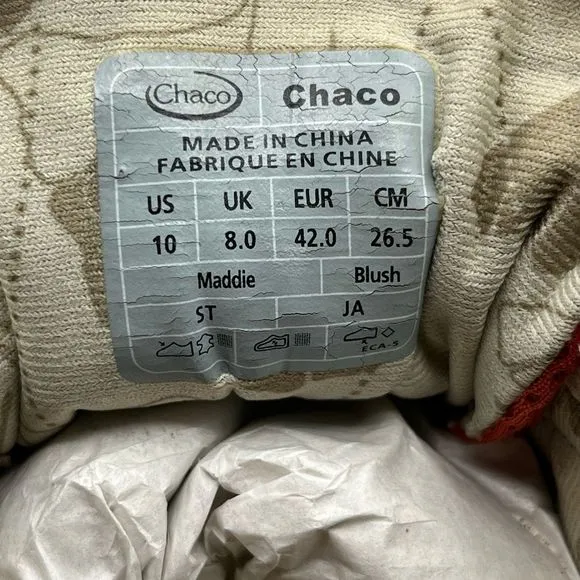 Chaco Chaco
MADE IN CHINA
FABRIQUE EN CHINE
US UK EUR CM
10 8.0 42.0 26.5
Maddie Blush
ST JA
ECA-S